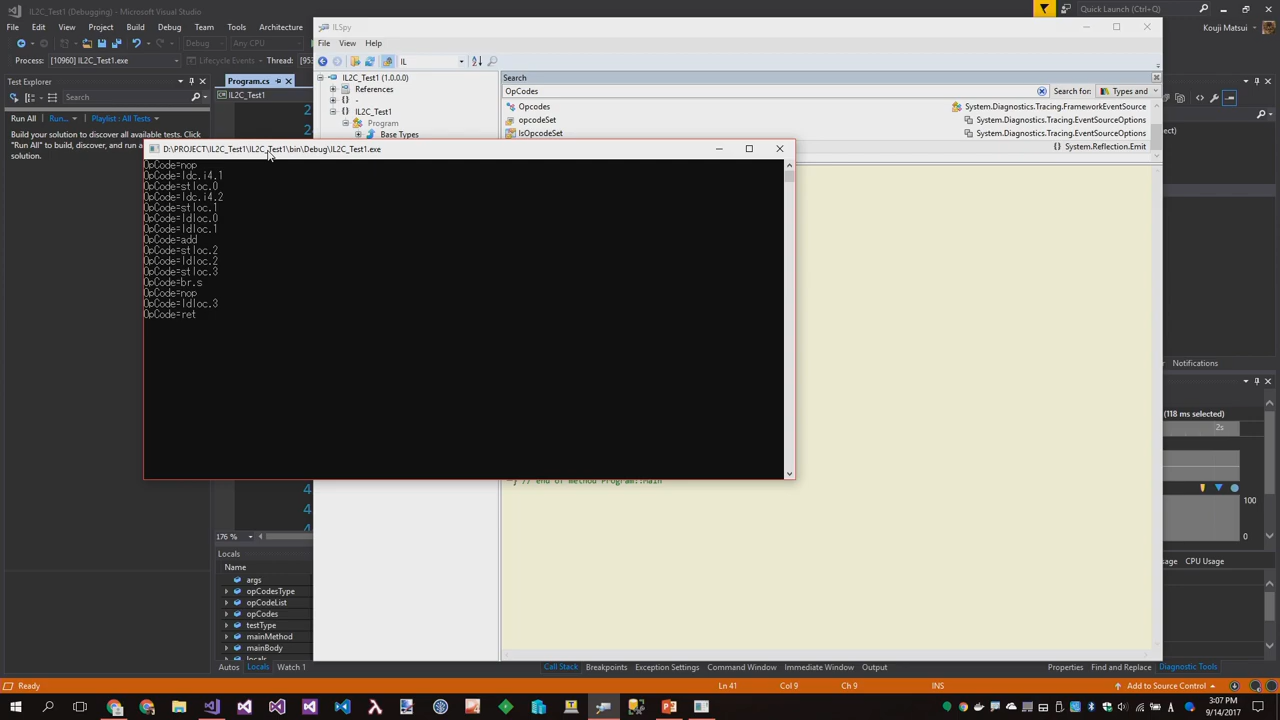 IL2C_Test1 (Debugging) - Microsoft Visual Studio
Quick Launch (Ctrl+Q)
File Edit View Project Build Debug Team Tools Architecture
Kouji Matsui
Debug Any CPU
Process: [10960] IL2C_Test1.exe
Lifecycle Events Thread:
Test Explorer
Search
Run All Run... Playlist : All Tests
Build your solution to discover all available tests. Click
"Run All" to build, discover, and run
solution.
Program.cs
IL2C_Test1
ILSpy
File View Help
IL
IL2C_Test1 (1.0.0.0)
References
-
IL2C_Test1
Program
Base Types
Search
OpCodes
Search for: Types and
Opcodes System.Diagnostics.Tracing.FrameworkEventSource
opcodeSet System.Diagnostics.Tracing.EventSourceOptions
IsOpcodeSet System.Diagnostics.Tracing.EventSourceOptions
System.Reflection.Emit
D:\PROJECT\IL2C_Test1\IL2C_Test1\bin\Debug\IL2C_Test1.exe
OpCode=nop
OpCode=ldc.i4.1
OpCode=stloc.0
OpCode=ldc.i4.2
OpCode=stloc.1
OpCode=ldloc.0
OpCode=ldloc.1
OpCode=add
OpCode=stloc.2
OpCode=ldloc.2
OpCode=stloc.3
OpCode=br.s
OpCode=nop
OpCode=ldloc.3
OpCode=ret
} // end of method Program::Main
Notifications
(118 ms selected)
2s
100
0
CPU Usage
176 %
Locals
Name
args
opCodesType
opCodeList
opCodes
testType
mainMethod
mainBody
locals
Autos Locals Watch 1
Call Stack Breakpoints Exception Settings Command Window Immediate Window Output
Properties Find and Replace Diagnostic Tools
Ready
Ln 41 Col 9 Ch 9 INS
Add to Source Control
3:07 PM
9/14/2017